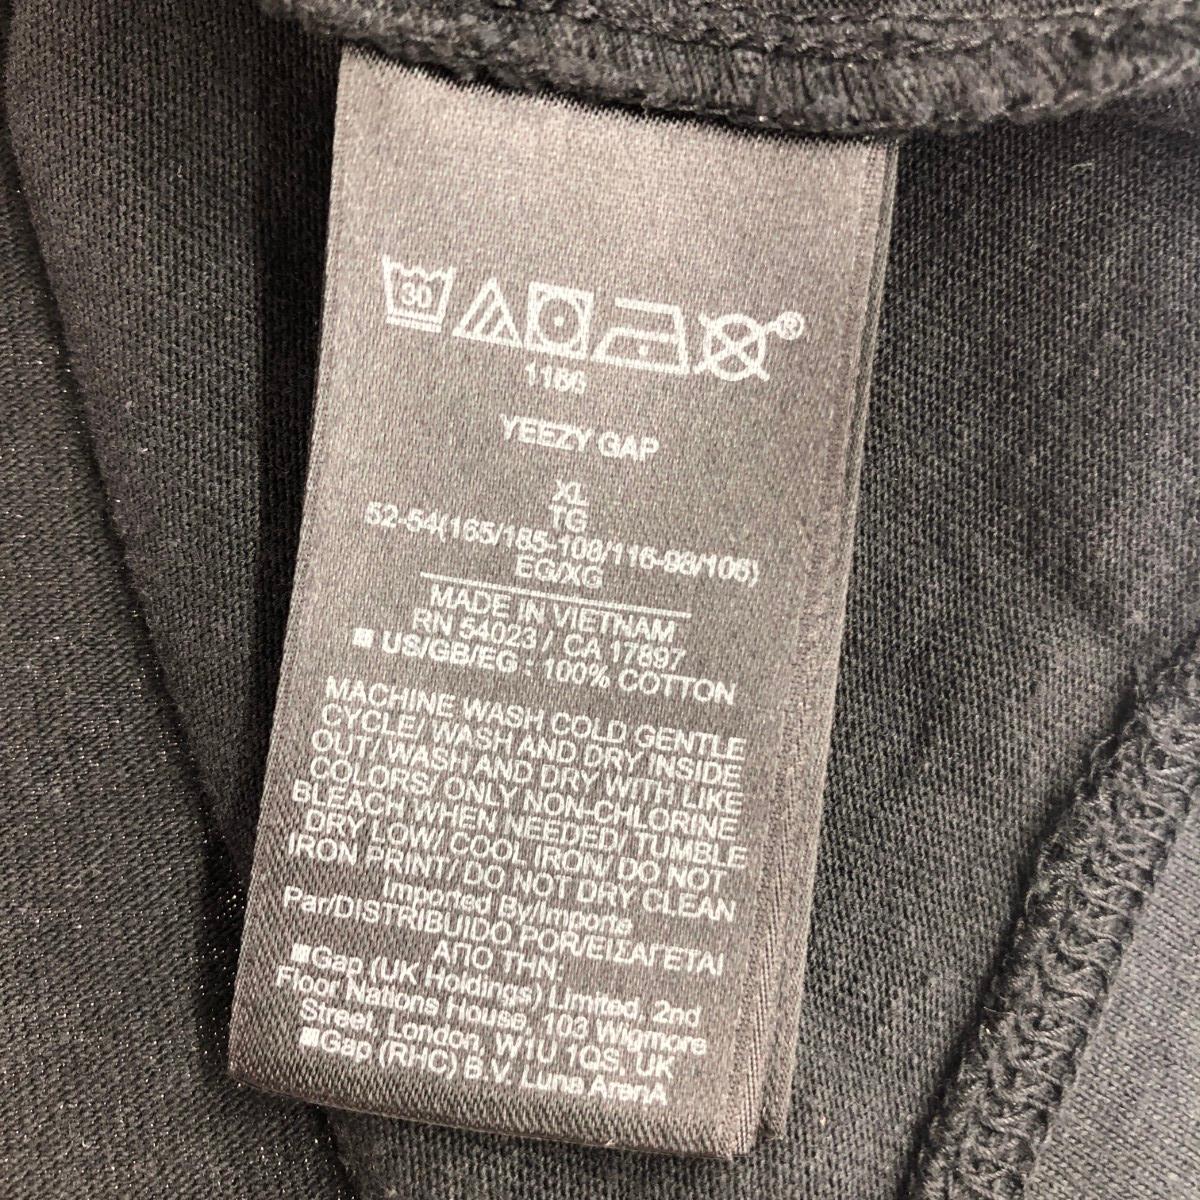 30
®
1186
YEEZY GAP
XL
TG
52-54(165/185-108/116-98/106)
EG/XG
MADE IN VIETNAM
RN 54023 / CA 17897
■ US/GB/EG : 100% COTTON
MACHINE WASH COLD GENTLE
CYCLE/ WASH AND DRY INSIDE
OUT/ WASH AND DRY WITH LIKE
COLORS/ ONLY NON-CHLORINE
BLEACH WHEN NEEDED/ TUMBLE
DRY LOW/ COOL IRON/ DO NOT
IRON PRINT/ DO NOT DRY CLEAN
Imported By/Importe
Par/DISTRIBUIDO POR/ΕΙΣΑΓΕΤΑΙ
ΑΠΟ ΤΗΝ:
■Gap (UK Holdings) Limited, 2nd
Floor Nations House, 103 Wigmore
Street, London, W1U 1QS, UK
■Gap (RHC) B.V. Luna ArenA